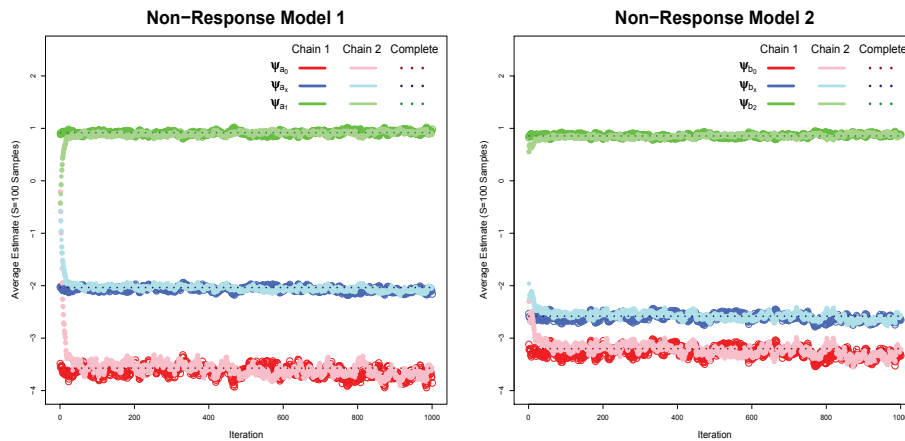 Non−Response Model 1
Chain 1 Chain 2 Complete
Ψa0
Ψax
Ψa1
Average Estimate (S=100 Samples)
2
1
0
−1
−2
−3
−4
0 200 400 600 800 1000
Iteration
Non−Response Model 2
Chain 1 Chain 2 Complete
Ψb0
Ψbx
Ψb2
Average Estimate (S=100 Samples)
2
1
0
−1
−2
−3
−4
0 200 400 600 800 1000
Iteration